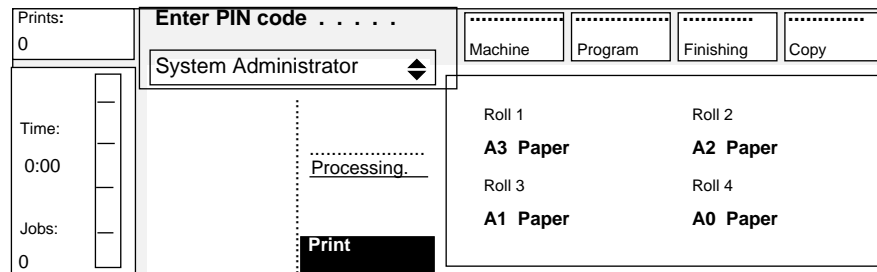 Prints:
0
Enter PIN code . . . . .
System Administrator
Machine
Program
Finishing
Copy
Time:
0:00
Jobs:
0
Processing.
Print
Roll 1
Roll 2
A3 Paper
A2 Paper
Roll 3
Roll 4
A1 Paper
A0 Paper